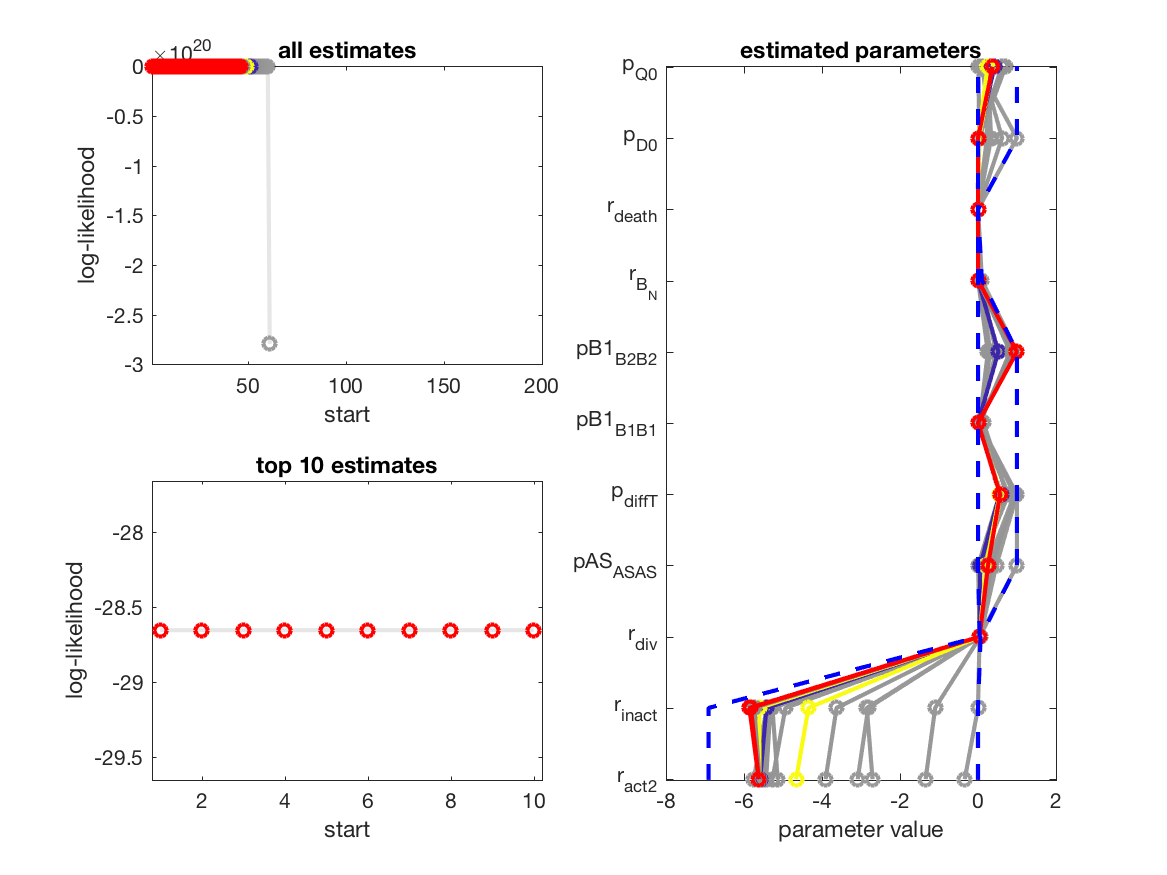 ×10^20
all estimates
0
-0.5
-1
-1.5
-2
-2.5
-3
log-likelihood
50 100 150 200
start
top 10 estimates
-28
-28.5
-29
-29.5
log-likelihood
2 4 6 8 10
start
estimated parameters
p_Q0
p_D0
r_death
r_B_N
pB1_B2B2
pB1_B1B1
p_diffT
pAS_ASAS
r_div
r_inact
r_act2
-8 -6 -4 -2 0 2
parameter value